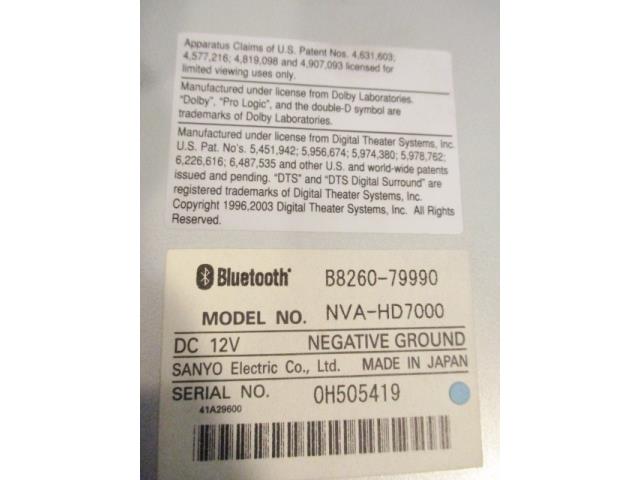 Apparatus Claims of U.S. Patent Nos. 4,631,603;
4,577,216; 4,819,098 and 4,907,093 licensed for
limited viewing uses only.
Manufactured under license from Dolby Laboratories.
"Dolby", "Pro Logic", and the double-D symbol are
trademarks of Dolby Laboratories.
Manufactured under license from Digital Theater Systems, Inc.
U.S. Pat. No's. 5,451,942; 5,956,674; 5,974,380; 5,978,762;
6,226,616; 6,487,535 and other U.S. and world-wide patents
issued and pending. "DTS" and "DTS Digital Surround" are
registered trademarks of Digital Theater Systems, Inc.
Copyright 1996,2003 Digital Theater Systems, Inc. All Rights
Reserved.
Bluetooth B8260-79990
MODEL NO. NVA-HD7000
DC 12V NEGATIVE GROUND
SANYO Electric Co., Ltd. MADE IN JAPAN
SERIAL NO. 0H505419
41A29600